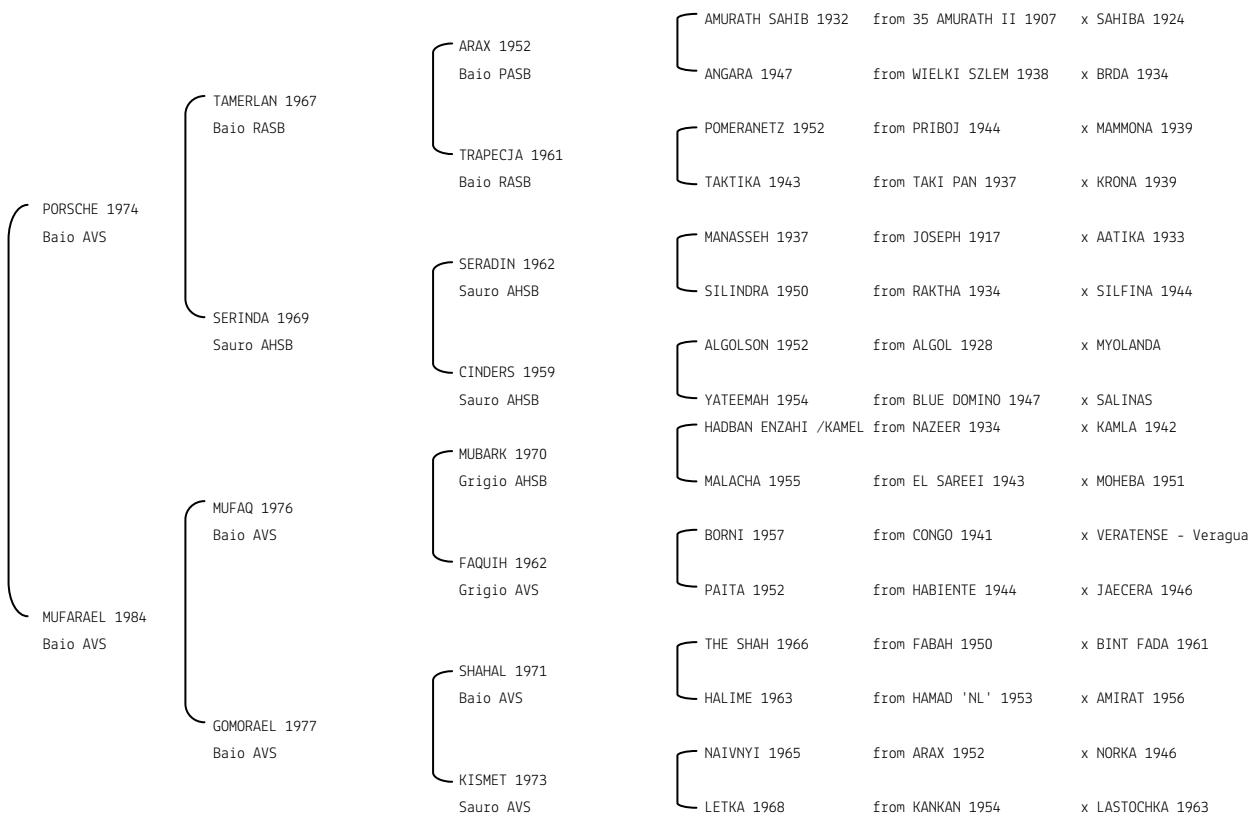 AMURATH SAHIB 1932 from 35 AMURATH II 1907 x SAHIBA 1924
ARAX 1952
Baio PASB
ANGARA 1947 from WIELKI SZLEM 1938 x BRDA 1934
TAMERLAN 1967
Baio RASB
POMERANETZ 1952 from PRIBOJ 1944 x MAMMONA 1939
TRAPECJA 1961
Baio RASB
TAKTIKA 1943 from TAKI PAN 1937 x KRONA 1939
PORSCHE 1974
Baio AVS
MANASSEH 1937 from JOSEPH 1917 x AATIKA 1933
SERADIN 1962
Sauro AHSB
SILINDRA 1950 from RAKTHA 1934 x SILFINA 1944
SERINDA 1969
Sauro AHSB
ALGOLSON 1952 from ALGOL 1928 x MYOLANDA
CINDERS 1959
Sauro AHSB
YATEEMAH 1954 from BLUE DOMINO 1947 x SALINAS
HADBAN ENZAHI /KAMEL from NAZEER 1934 x KAMLA 1942
MUBARK 1970
Grigio AHSB
MALACHA 1955 from EL SAREEI 1943 x MOHEBA 1951
MUFAQ 1976
Baio AVS
BORNI 1957 from CONGO 1941 x VERATENSE - Veragua
FAQUIH 1962
Grigio AVS
PAITA 1952 from HABIENTE 1944 x JAECERA 1946
MUFARAEL 1984
Baio AVS
THE SHAH 1966 from FABAH 1950 x BINT FADA 1961
SHAHAL 1971
Baio AVS
HALIME 1963 from HAMAD 'NL' 1953 x AMIRAT 1956
GOMORAEL 1977
Baio AVS
NAIVNYI 1965 from ARAX 1952 x NORKA 1946
KISMET 1973
Sauro AVS
LETKA 1968 from KANKAN 1954 x LASTOCHKA 1963